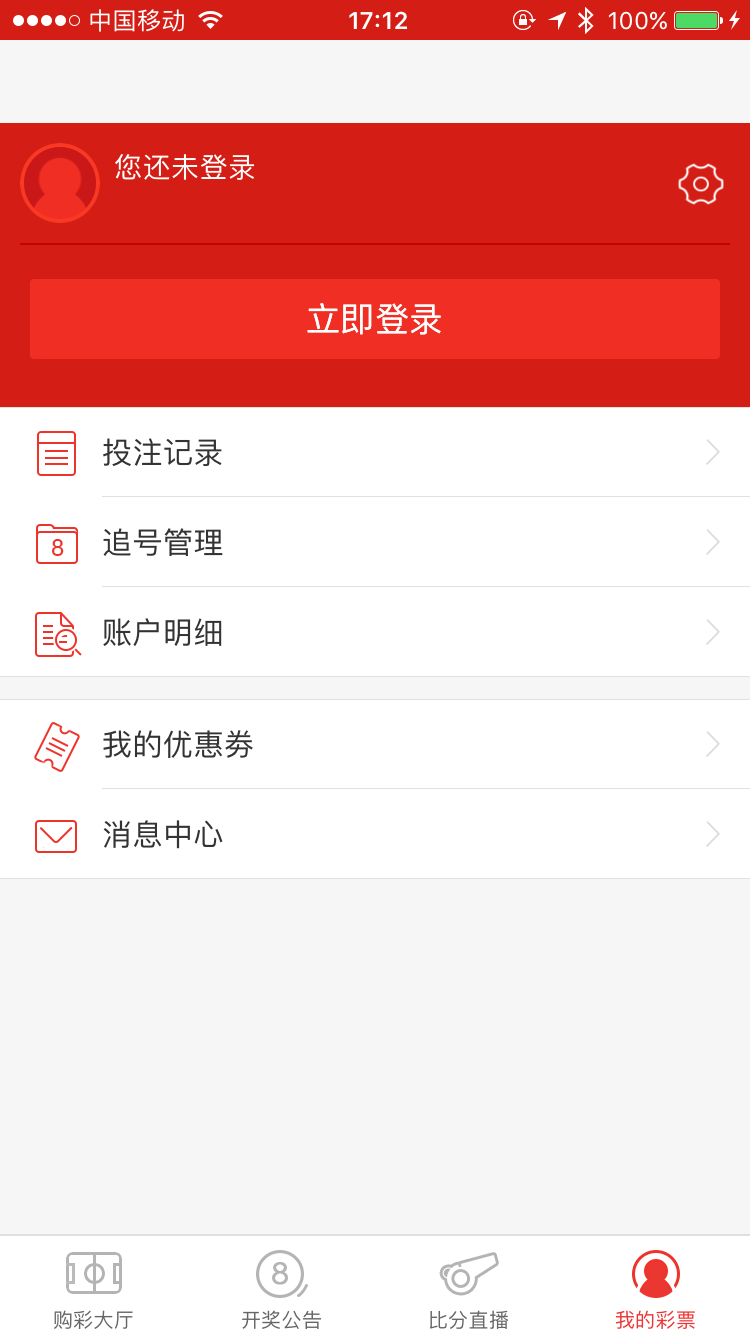 中国移动 17:12 100%
您还未登录
立即登录
投注记录
8 追号管理
账户明细
我的优惠劵
消息中心
8
购彩大厅 开奖公告 比分直播 我的彩票